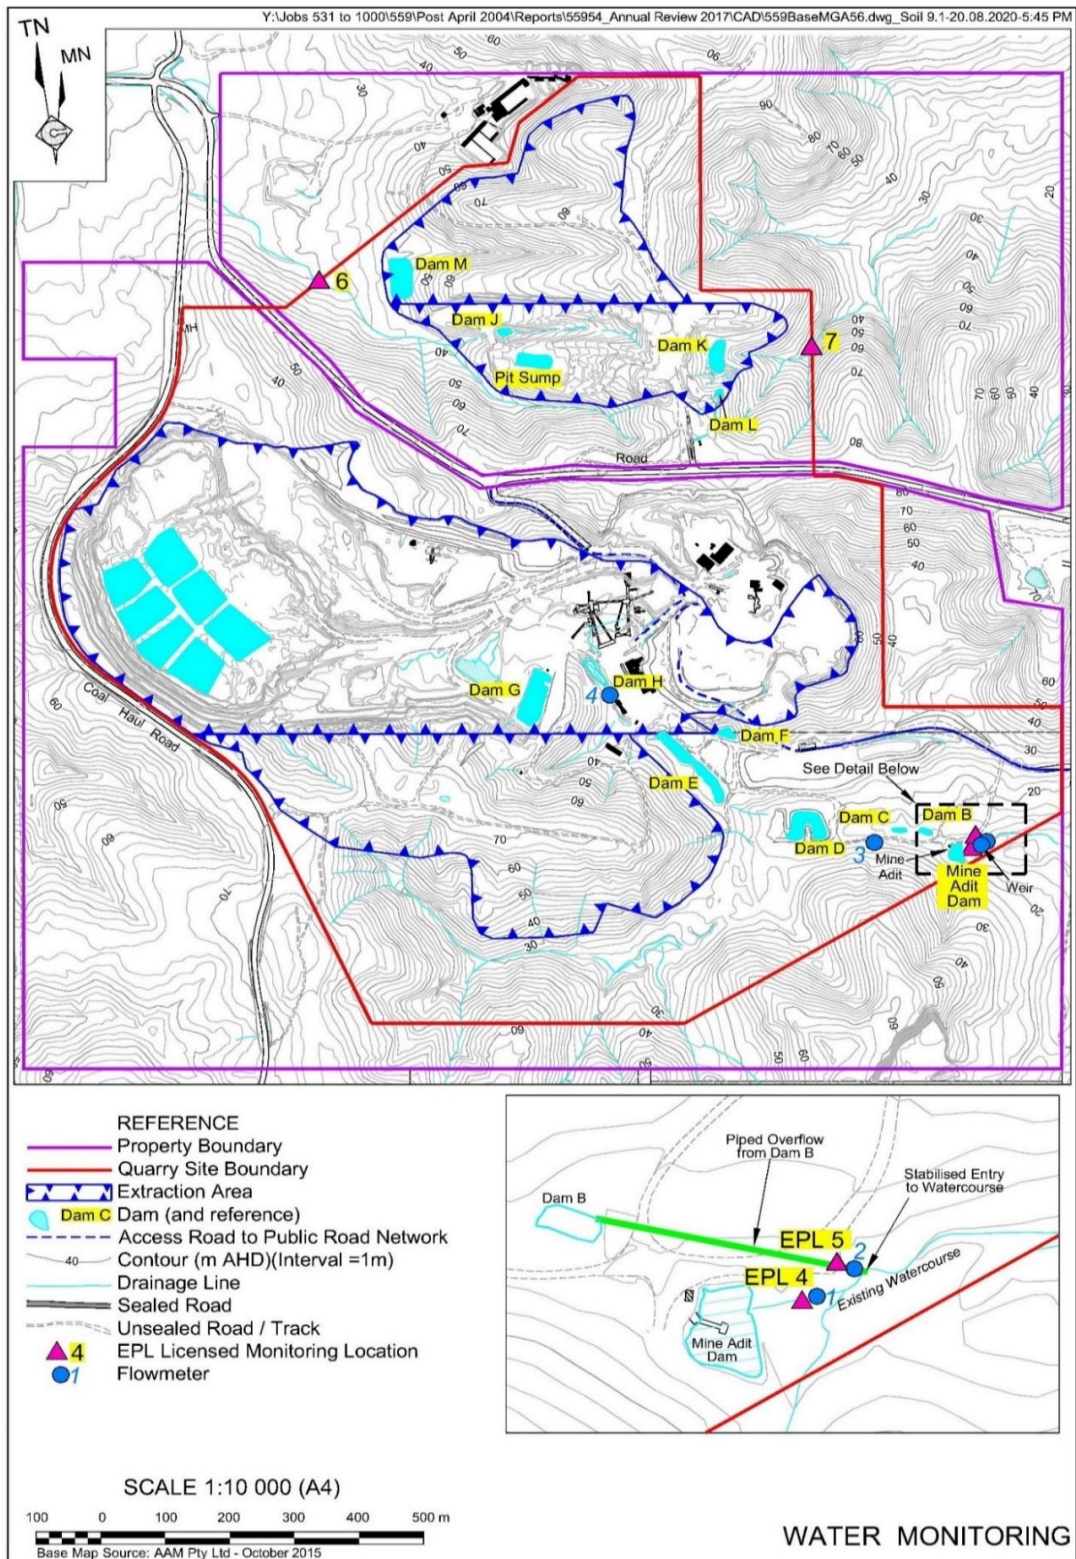 Y:\Jobs 531 to 1000\559\Post April 2004\Reports\55954_Annual Review 2017\CAD\559BaseMGA56.dwg_Soil 9.1-20.08.2020-5:45 PM
TN
MN
6
Dam M
Dam J
Dam K
7
Pit Sump
Dam L
Road
Dam G
Dam H
4
Coal Haul Road
Dam F
Dam E
See Detail Below
Dam C
Dam B
Dam D
3
Mine
Adit
Mine
Adit
Dam
Weir
REFERENCE
Property Boundary
Quarry Site Boundary
Extraction Area
Dam C Dam (and reference)
Access Road to Public Road Network
40 Contour (m AHD)(Interval =1m)
Drainage Line
Sealed Road
Unsealed Road / Track
4 EPL Licensed Monitoring Location
1 Flowmeter
Piped Overflow
from Dam B
Stabilised Entry
to Watercourse
Dam B
EPL 5
2
EPL 4
1
Existing Watercourse
Mine Adit
Dam
SCALE 1:10 000 (A4)
100 0 100 200 300 400 500 m
Base Map Source: AAM Pty Ltd - October 2015
WATER MONITORING